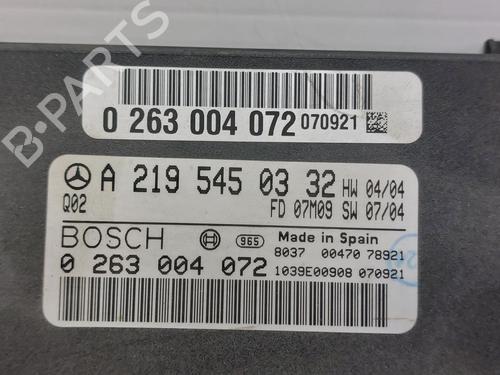 B-PARTS
0 263 004 072 070921
A 219 545 03 32 HW 04/04
Q02 FD 07M09 SW 07/04
BOSCH 965 Made in Spain
8037 00470 78921
0 263 004 072 1039E00908 070921